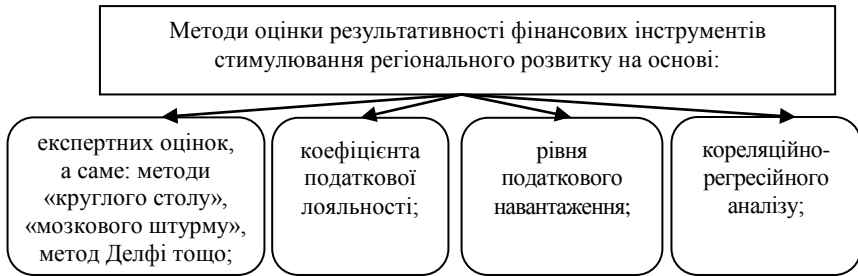 Методи оцінки результативності фінансових інструментів
стимулювання регіонального розвитку на основі:
експертних оцінок,
а саме: методи
«круглого столу»,
«мозкового штурму»,
метод Делфі тощо;
коефіцієнта
податкової
лояльності;
рівня
податкового
навантаження;
кореляційно-
регресійного
аналізу;